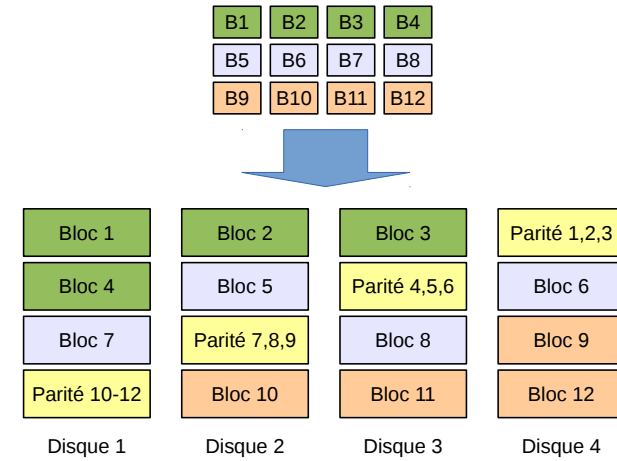 B1 B2 B3 B4
B5 B6 B7 B8
B9 B10 B11 B12
Bloc 1 Bloc 2 Bloc 3 Parité 1,2,3
Bloc 4 Bloc 5 Parité 4,5,6 Bloc 6
Bloc 7 Parité 7,8,9 Bloc 8 Bloc 9
Parité 10-12 Bloc 10 Bloc 11 Bloc 12
Disque 1 Disque 2 Disque 3 Disque 4